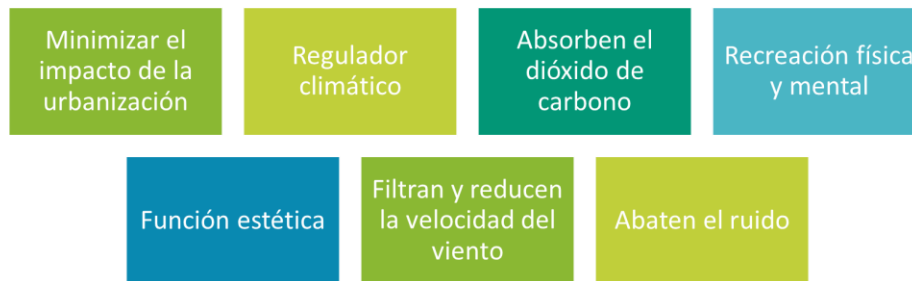 Minimizar el
impacto de la
urbanización
Regulador
climático
Absorben el
dióxido de
carbono
Recreación física
y mental
Función estética
Filtran y reducen
la velocidad del
viento
Abaten el ruido